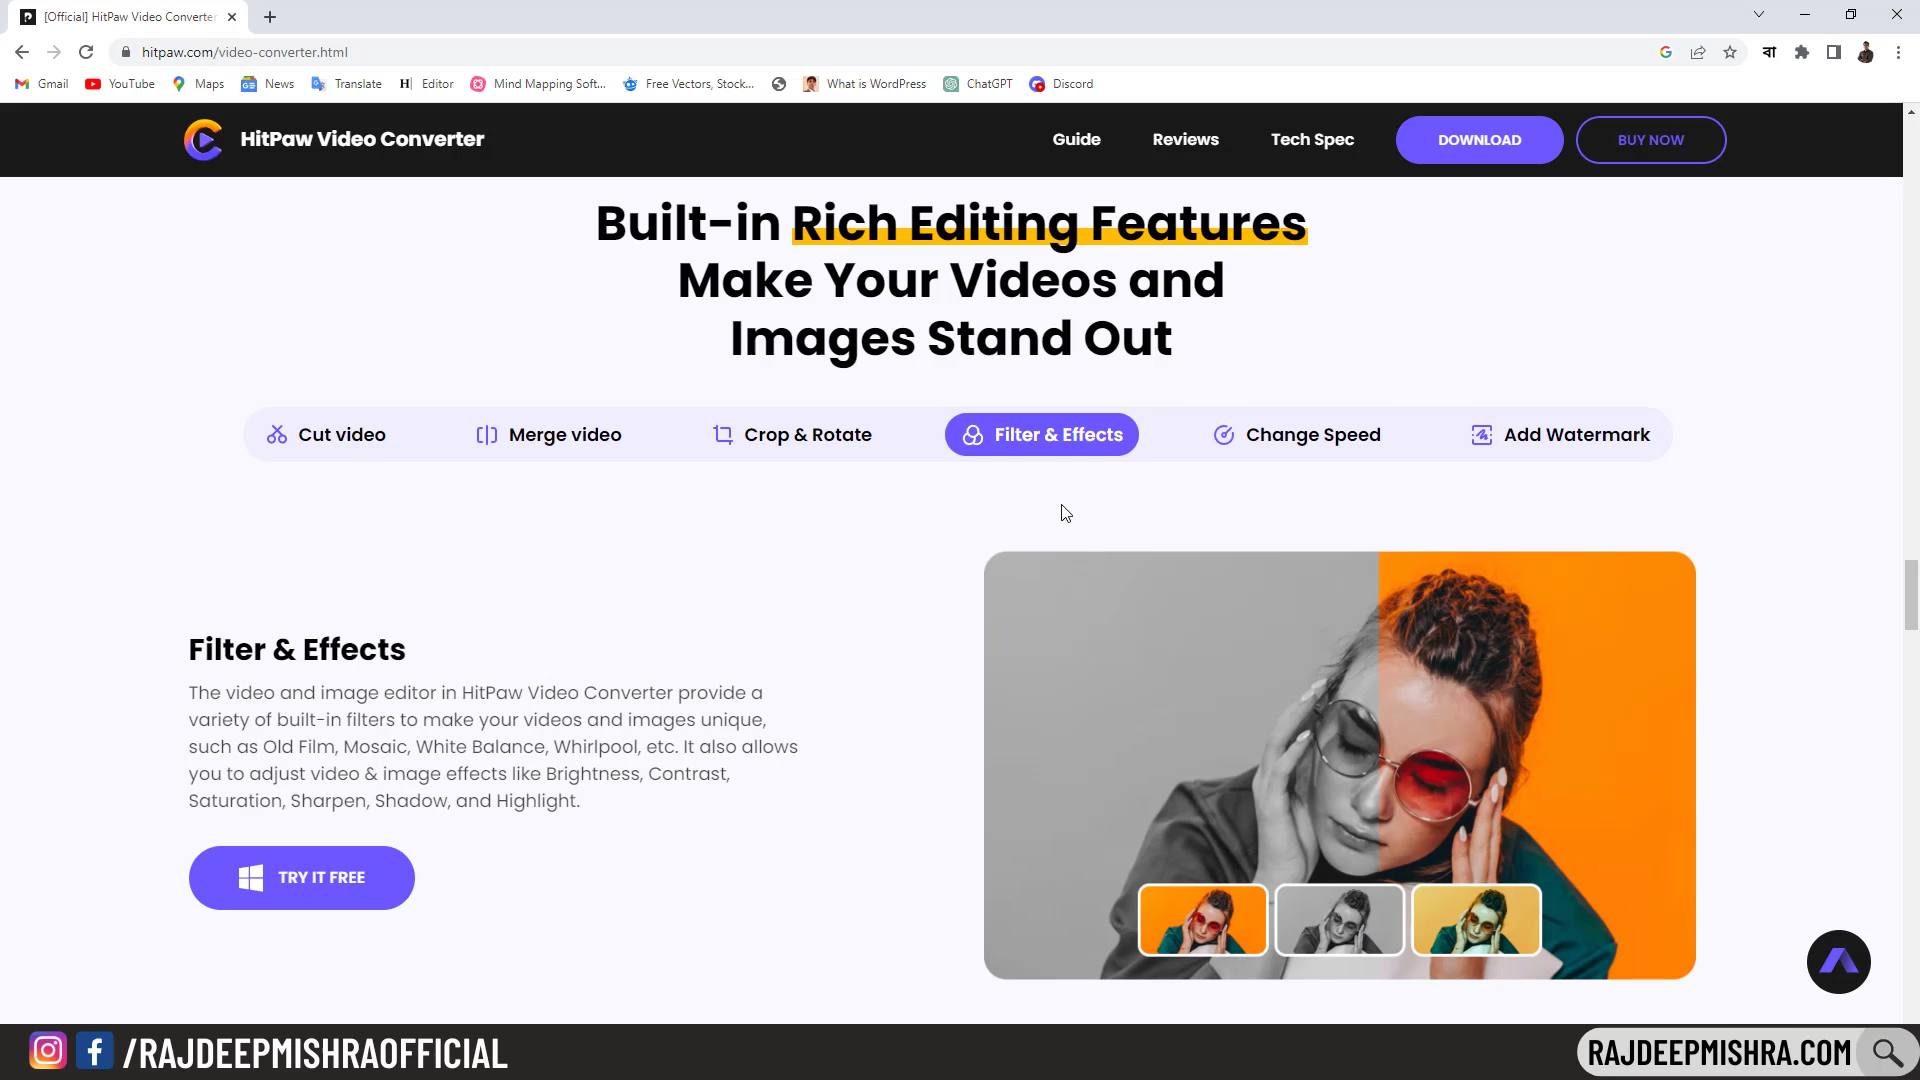 [Official] HitPaw Video Converter
hitpaw.com/video-converter.html
বা
Gmail
YouTube
Maps
News
Translate
Editor
Mind Mapping Soft...
Free Vectors, Stock...
What is WordPress
ChatGPT
Discord
HitPaw Video Converter
Guide
Reviews
Tech Spec
DOWNLOAD
BUY NOW
Built-in Rich Editing Features
Make Your Videos and
Images Stand Out
Cut video
Merge video
Crop & Rotate
Filter & Effects
Change Speed
Add Watermark
Filter & Effects
The video and image editor in HitPaw Video Converter provide a
variety of built-in filters to make your videos and images unique,
such as Old Film, Mosaic, White Balance, Whirlpool, etc. It also allows
you to adjust video & image effects like Brightness, Contrast,
Saturation, Sharpen, Shadow, and Highlight.
TRY IT FREE
/RAJDEEPMISHRAOFFICIAL
RAJDEEPMISHRA.COM